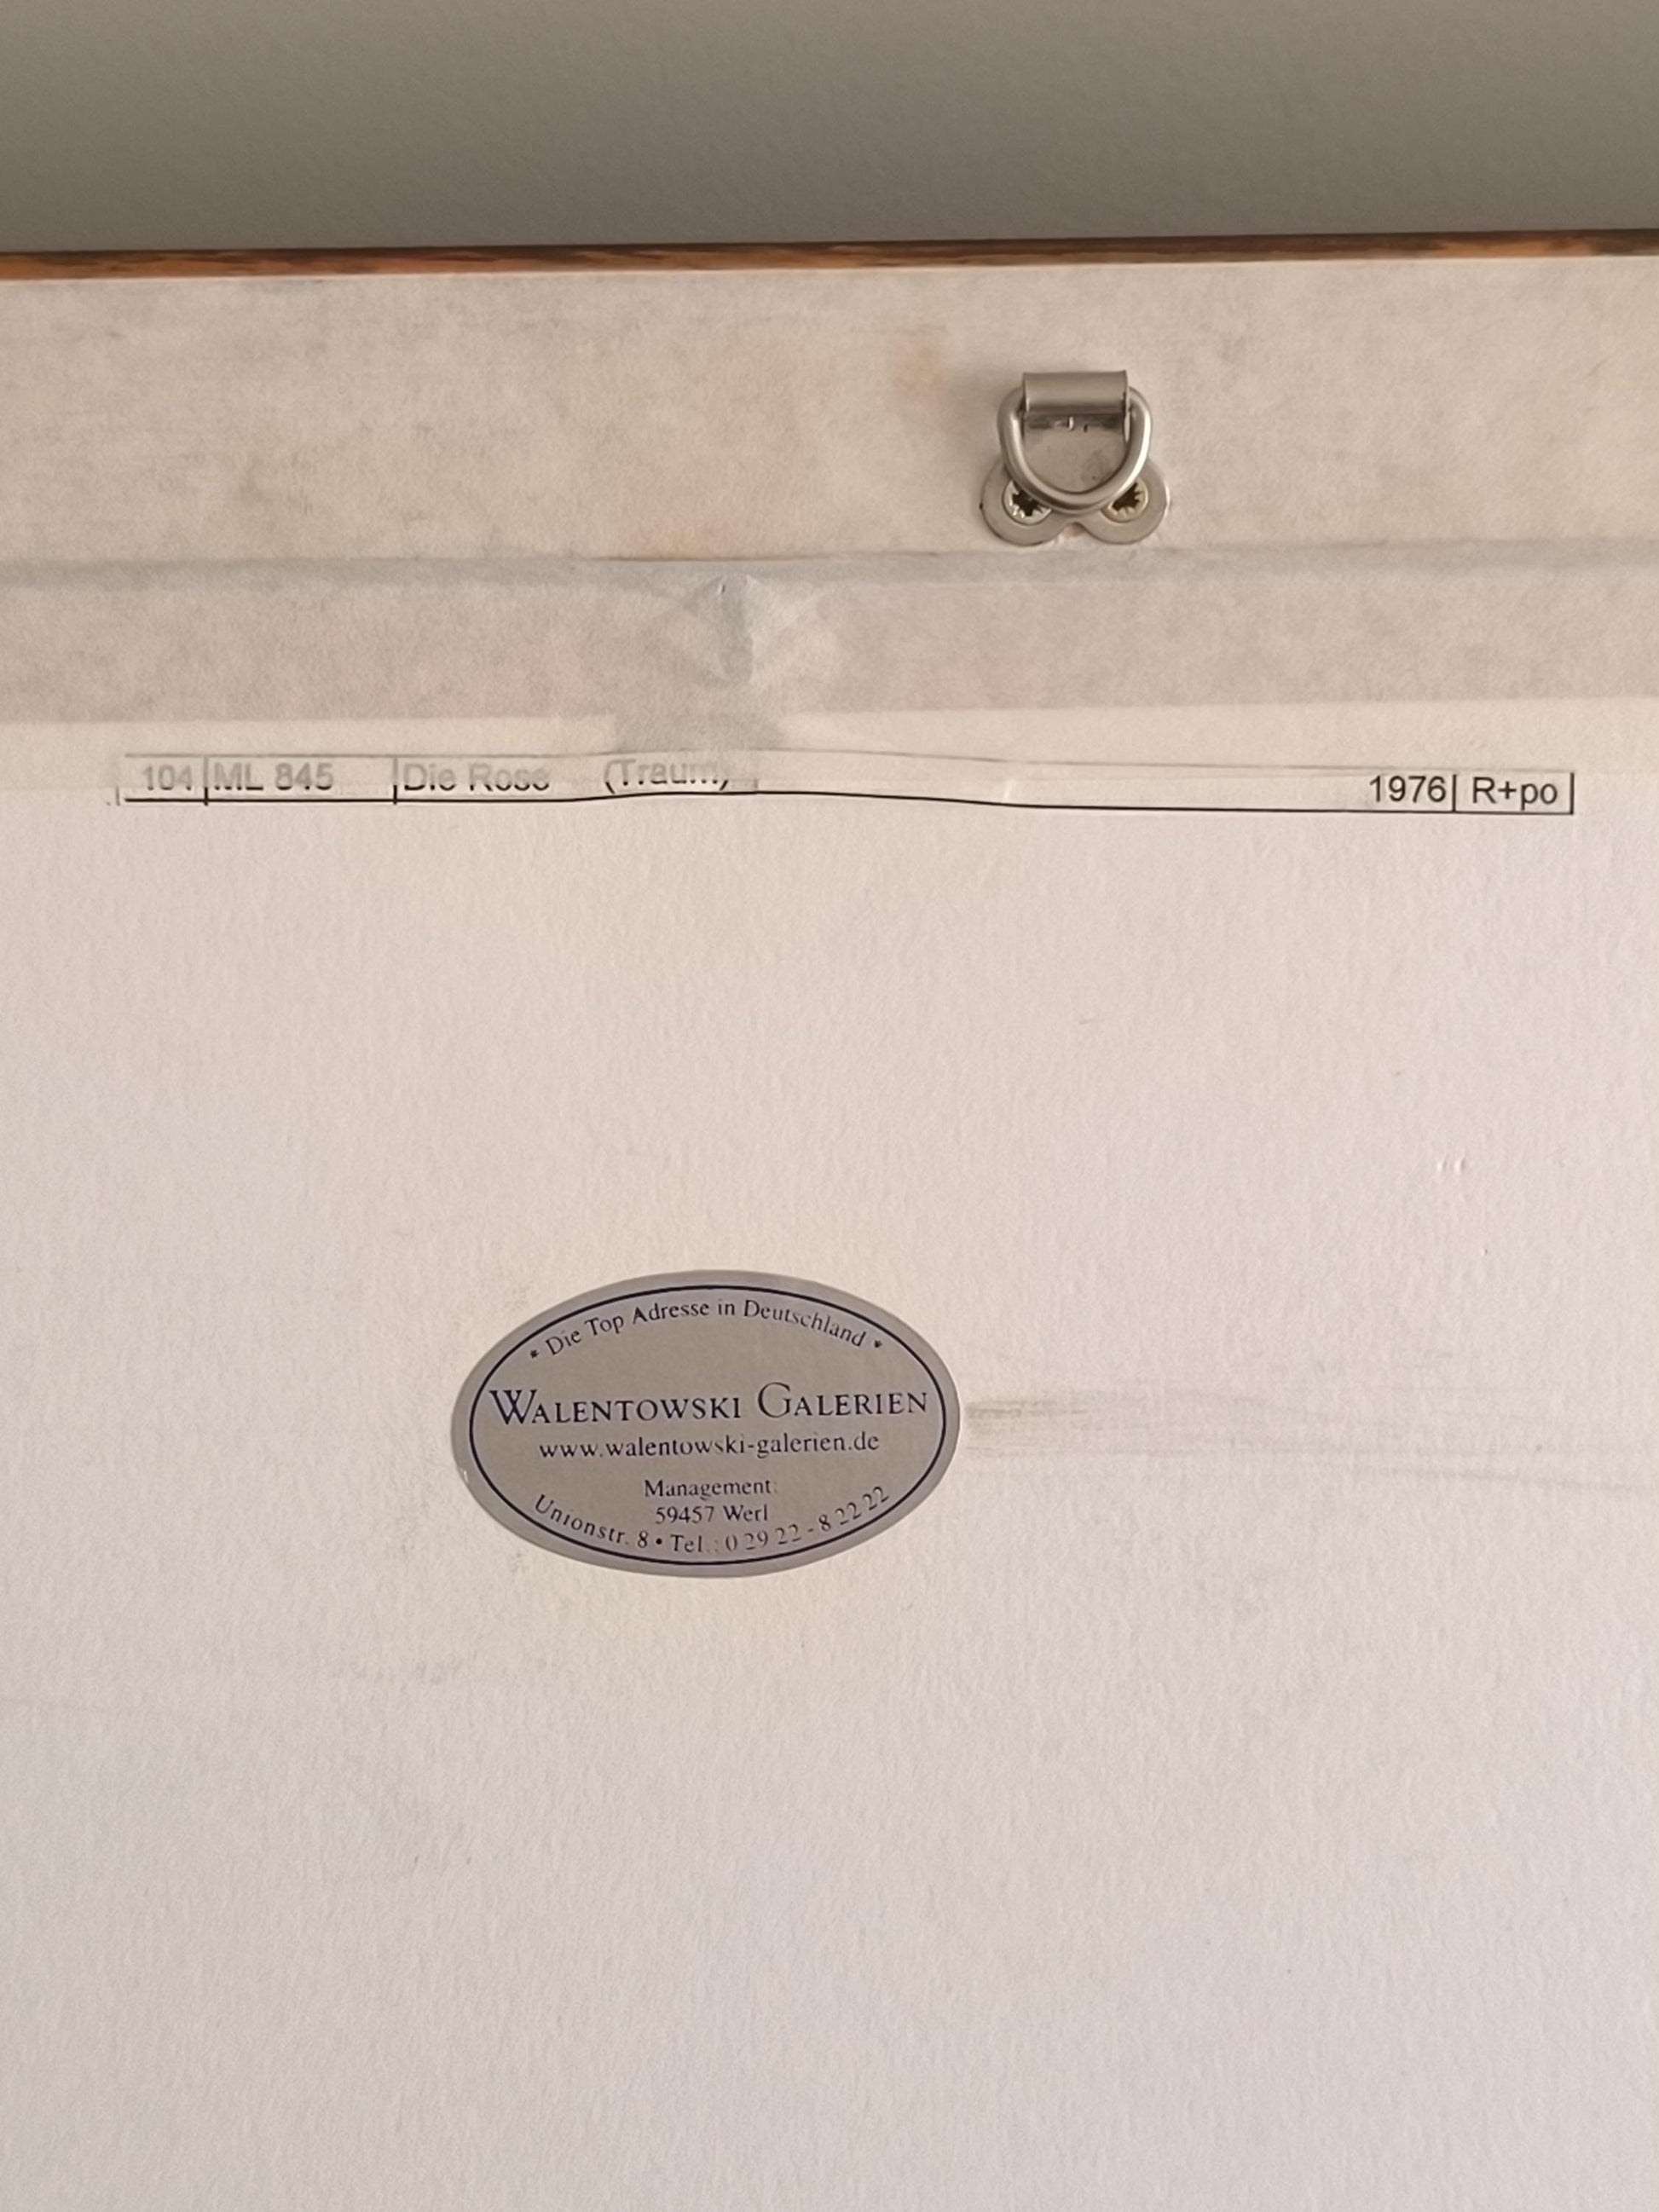 104 ML 845 Die Rose (Traum) 1976 R+po
* Die Top Adresse in Deutschland *
WALENTOWSKI GALERIEN
www.walentowski-galerien.de
Management:
59457 Werl
Unionstr. 8 • Tel.: 0 29 22 - 8 22 22